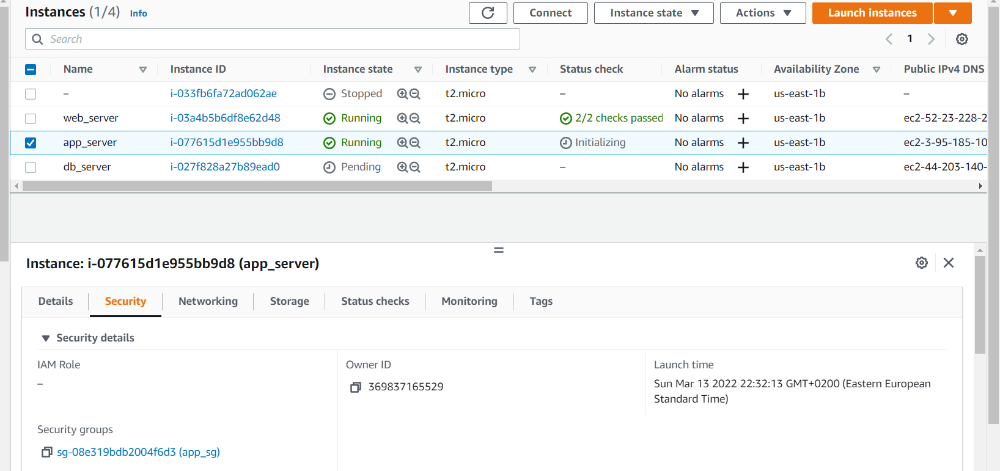 Instances (1/4) Info Connect Instance state Actions Launch instances
Search 1
Name Instance ID Instance state Instance type Status check Alarm status Availability Zone Public IPv4 DNS
– i-033fb6fa72ad062ae Stopped t2.micro – No alarms us-east-1b –
web_server i-03a4b5b6df8e62d48 Running t2.micro 2/2 checks passed No alarms us-east-1b ec2-52-23-228-2
app_server i-077615d1e955bb9d8 Running t2.micro Initializing No alarms us-east-1b ec2-3-95-185-10
db_server i-027f828a27b89ead0 Pending t2.micro – No alarms us-east-1b ec2-44-203-140-
Instance: i-077615d1e955bb9d8 (app_server)
Details Security Networking Storage Status checks Monitoring Tags
Security details
IAM Role Owner ID Launch time
– 369837165529 Sun Mar 13 2022 22:32:13 GMT+0200 (Eastern European
Standard Time)
Security groups
sg-08e319bdb2004f6d3 (app_sg)